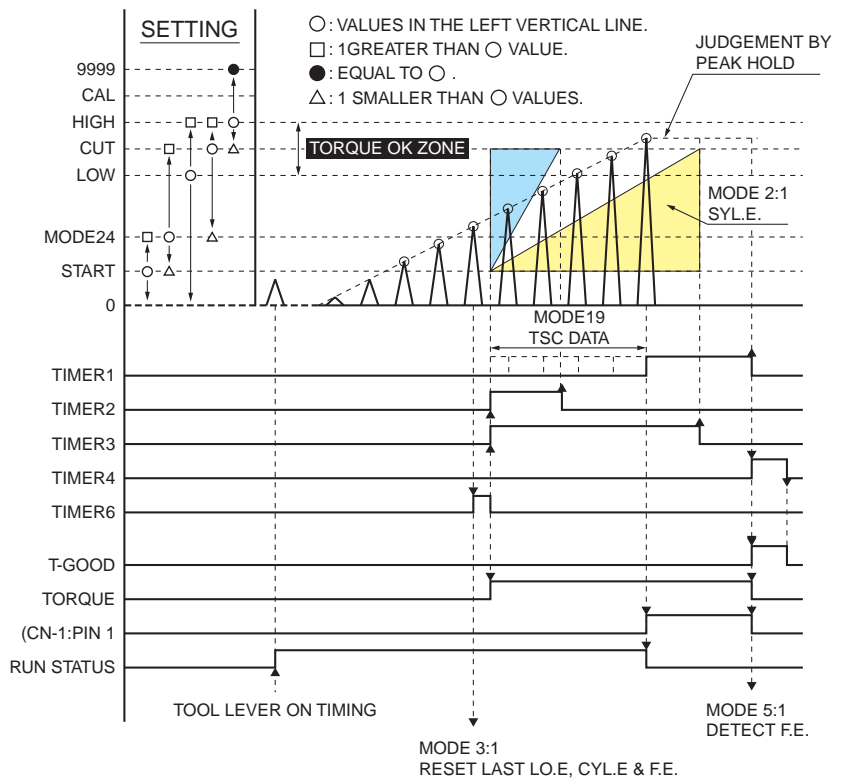 SETTING
○: VALUES IN THE LEFT VERTICAL LINE.
□: 1GREATER THAN ○ VALUE.
●: EQUAL TO ○ .
△: 1 SMALLER THAN ○ VALUES.
JUDGEMENT BY
PEAK HOLD
9999
CAL
HIGH
CUT
TORQUE OK ZONE
LOW
MODE 2:1
SYL.E.
MODE24
START
0
MODE19
TSC DATA
TIMER1
TIMER2
TIMER3
TIMER4
TIMER6
T-GOOD
TORQUE
(CN-1:PIN 1
RUN STATUS
TOOL LEVER ON TIMING
MODE 5:1
DETECT F.E.
MODE 3:1
RESET LAST LO.E, CYL.E & F.E.